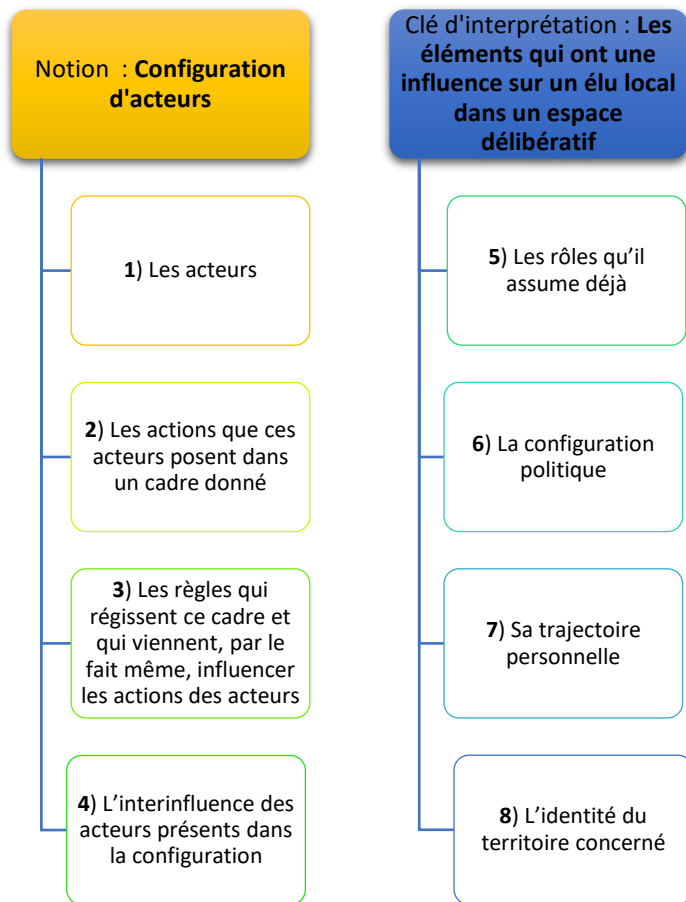 Notion : Configuration
d'acteurs
1) Les acteurs
2) Les actions que ces
acteurs posent dans
un cadre donné
3) Les règles qui
régissent ce cadre et
qui viennent, par le
fait même, influencer
les actions des acteurs
4) L’interinfluence des
acteurs présents dans
la configuration
Clé d'interprétation : Les
éléments qui ont une
influence sur un élu local
dans un espace
délibératif
5) Les rôles qu’il
assume déjà
6) La configuration
politique
7) Sa trajectoire
personnelle
8) L’identité du
territoire concerné